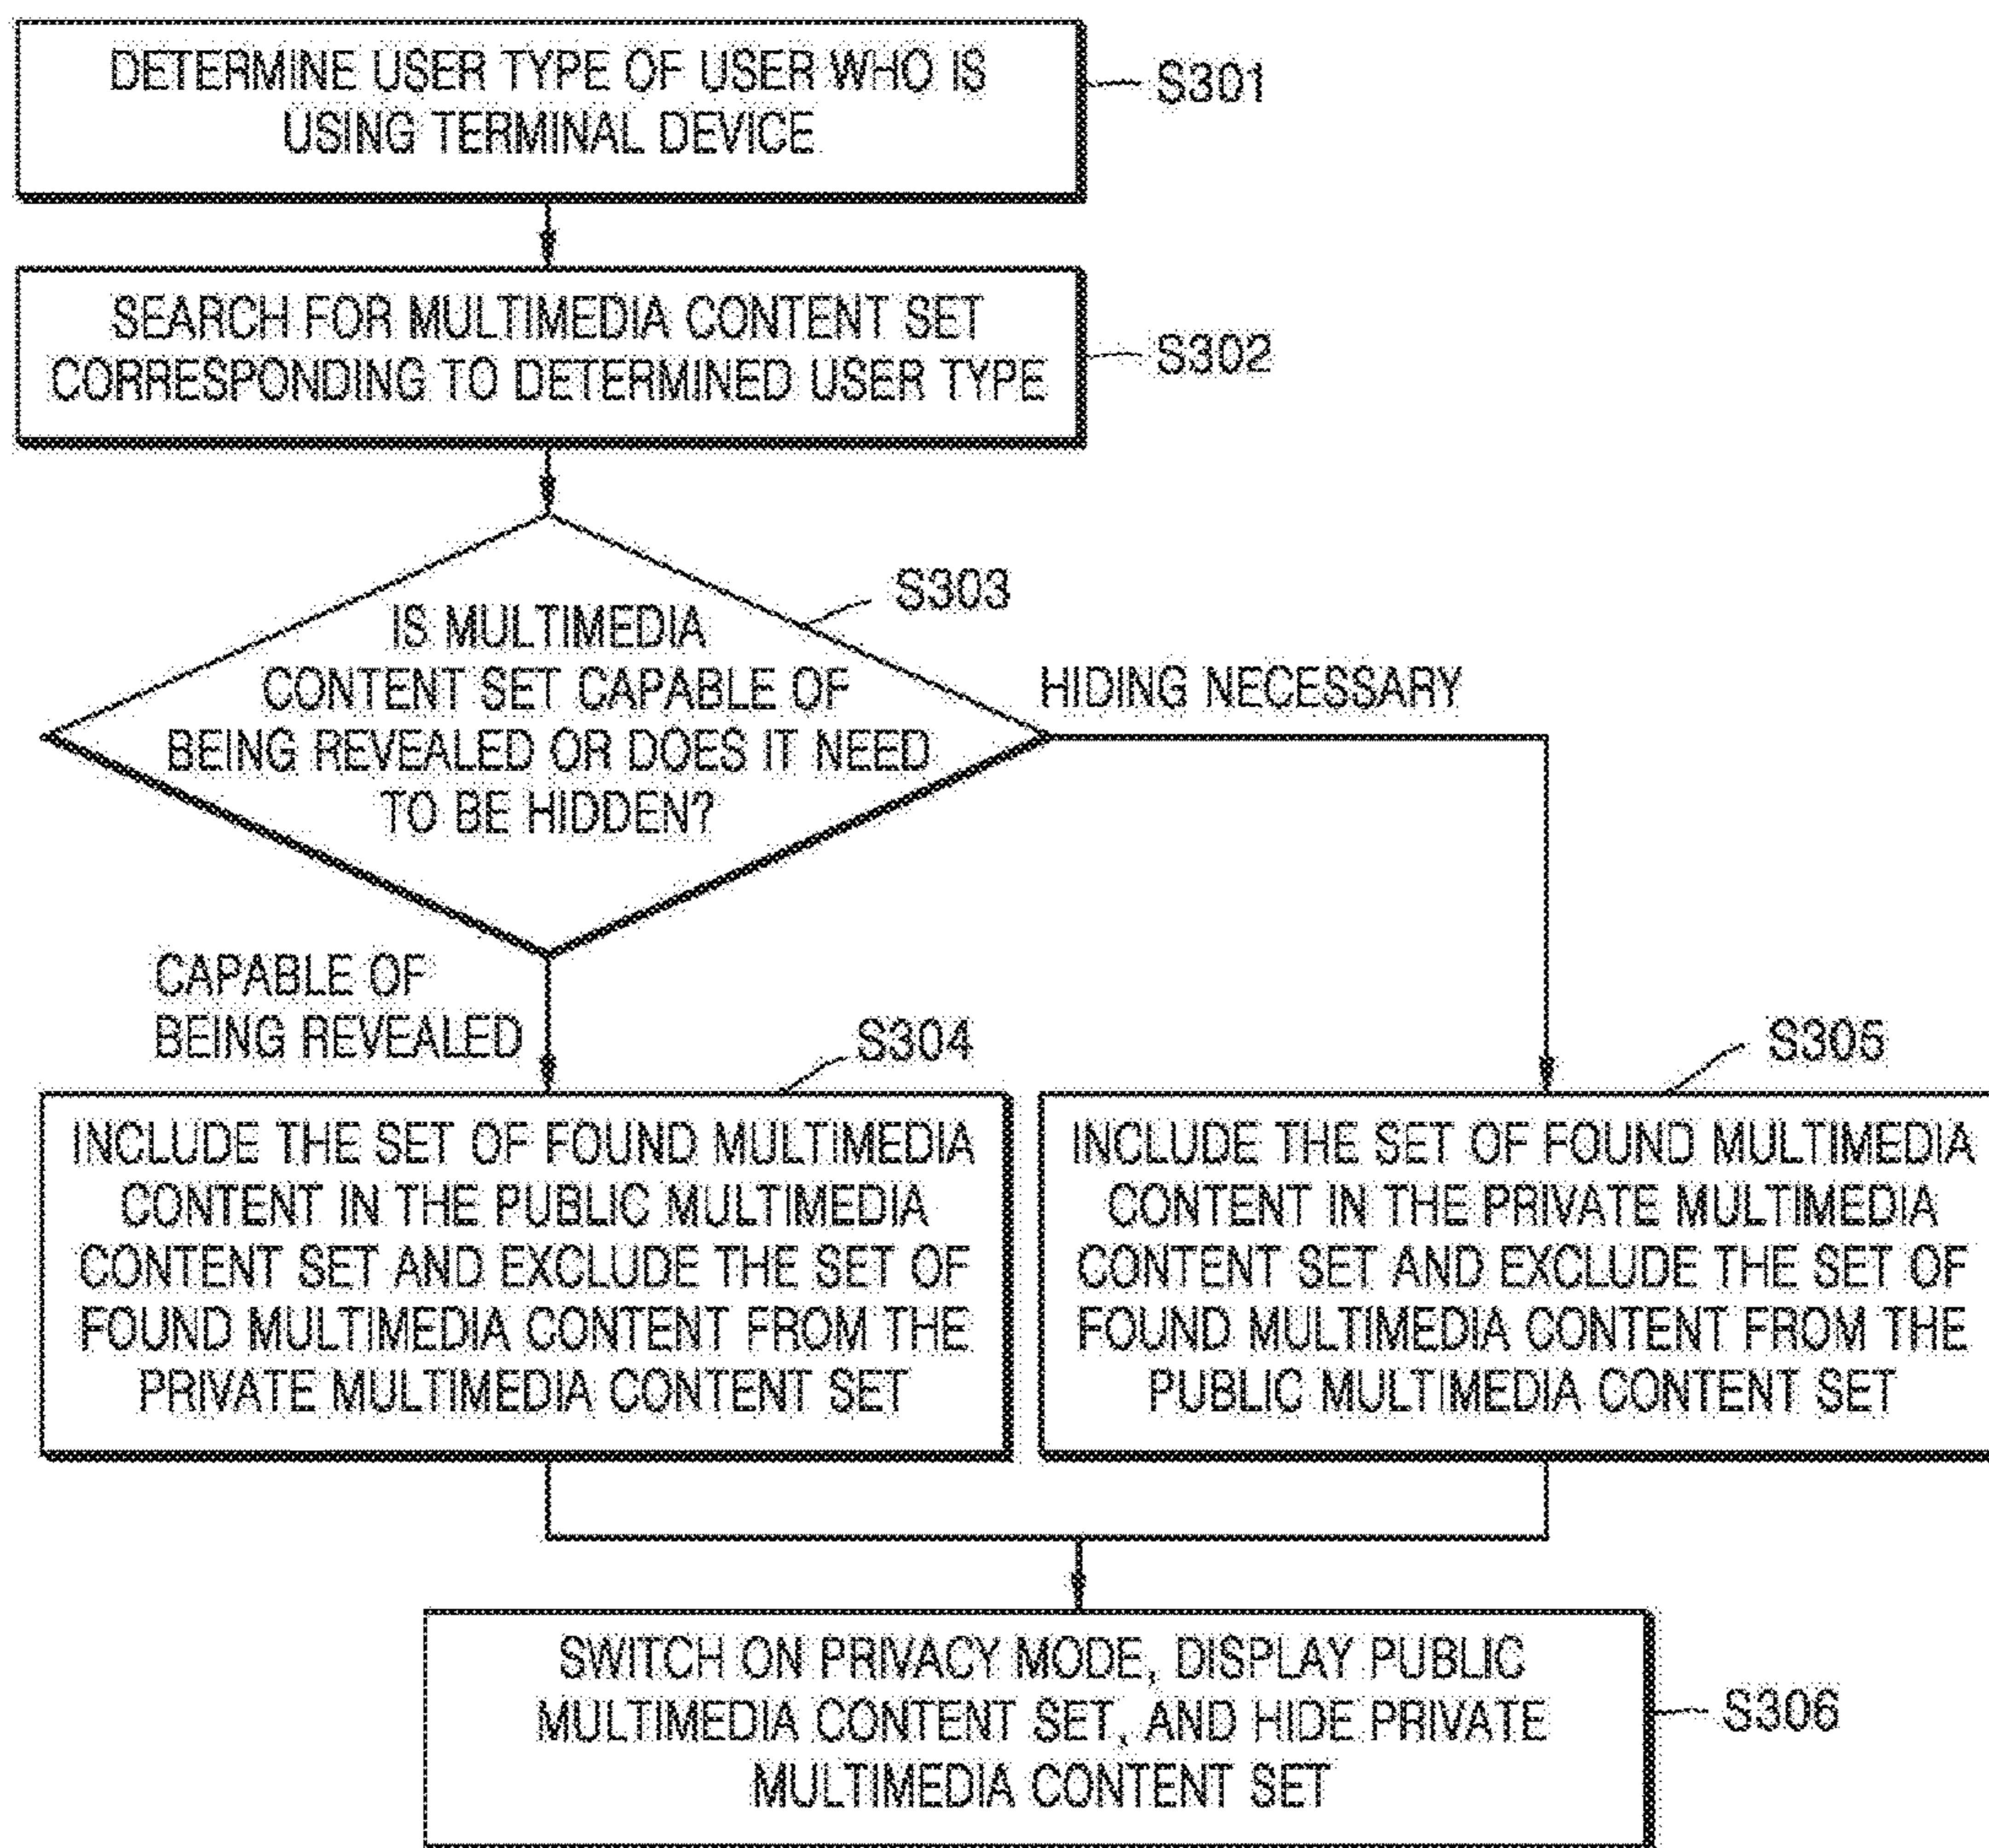 DETERMINE USER TYPE OF USER WHO IS
USING TERMINAL DEVICE
S301
SEARCH FOR MULTIMEDIA CONTENT SET
CORRESPONDING TO DETERMINED USER TYPE
S302
S303
IS MULTIMEDIA
CONTENT SET CAPABLE OF
BEING REVEALED OR DOES IT NEED
TO BE HIDDEN?
HIDING NECESSARY
CAPABLE OF
BEING REVEALED
S304
INCLUDE THE SET OF FOUND MULTIMEDIA
CONTENT IN THE PUBLIC MULTIMEDIA
CONTENT SET AND EXCLUDE THE SET OF
FOUND MULTIMEDIA CONTENT FROM THE
PRIVATE MULTIMEDIA CONTENT SET
S305
INCLUDE THE SET OF FOUND MULTIMEDIA
CONTENT IN THE PRIVATE MULTIMEDIA
CONTENT SET AND EXCLUDE THE SET OF
FOUND MULTIMEDIA CONTENT FROM THE
PUBLIC MULTIMEDIA CONTENT SET
SWITCH ON PRIVACY MODE, DISPLAY PUBLIC
MULTIMEDIA CONTENT SET, AND HIDE PRIVATE
MULTIMEDIA CONTENT SET
S306